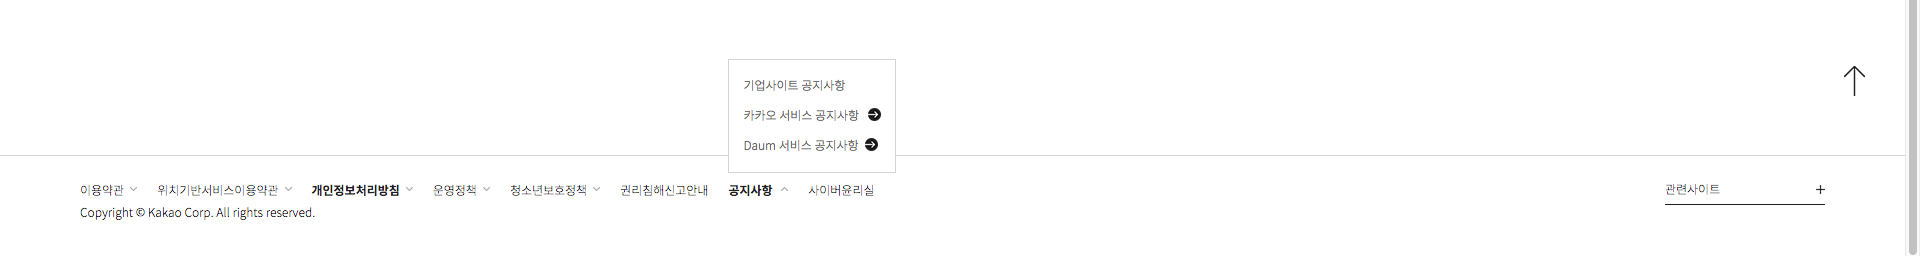 기업사이트 공지사항
카카오 서비스 공지사항
Daum 서비스 공지사항
이용약관 위치기반서비스이용약관 개인정보처리방침 운영정책 청소년보호정책 권리침해신고안내 공지사항 사이버윤리실 관련사이트
Copyright © Kakao Corp. All rights reserved.